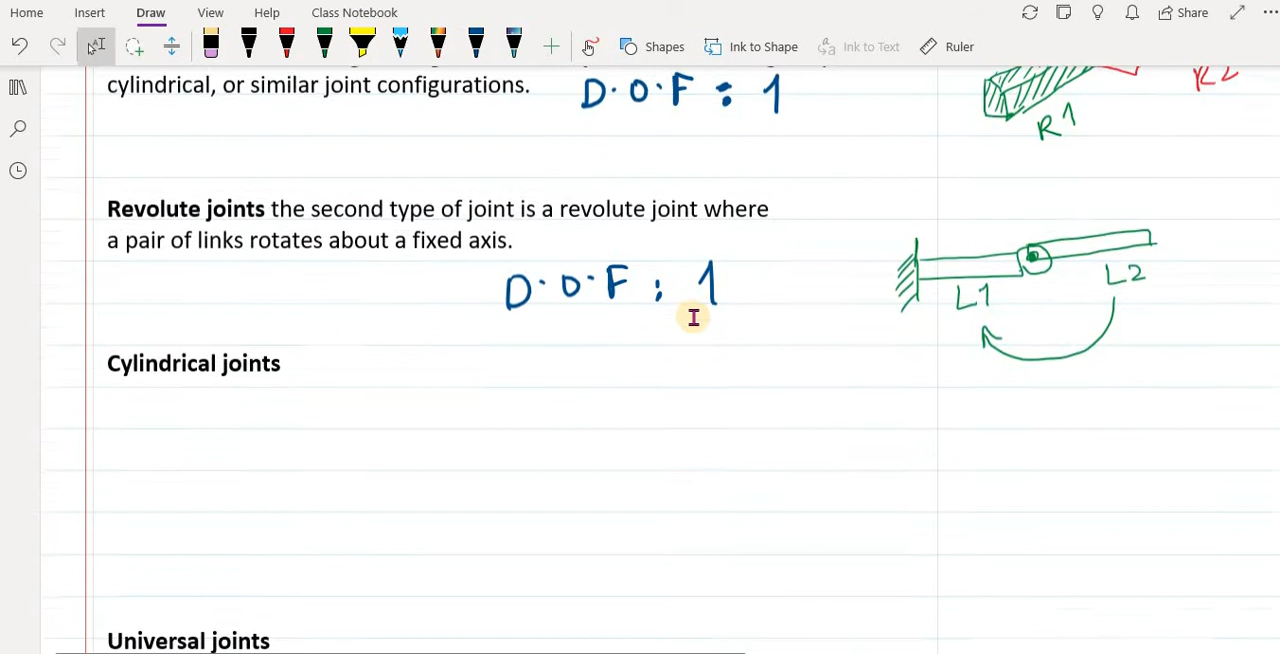 Home Insert Draw View Help Class Notebook Share
Shapes Ink to Shape Ink to Text Ruler
cylindrical, or similar joint configurations. D.O.F : 1
R2
R1
Revolute joints the second type of joint is a revolute joint where
a pair of links rotates about a fixed axis.
D.O.F : 1
L1 L2
Cylindrical joints
Universal joints